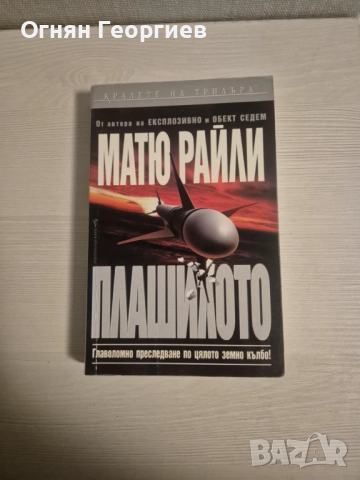 Огнян Георгиев
КРАЛЕТЕ НА ТРИЛЪРА
От автора на ЕКСПЛОЗИВНО и ОБЕКТ СЕДЕМ
МАТЮ РАЙЛИ
ПЛАШИЛОТО
Главоломно преследване по цялото земно кълбо!
BAZAR